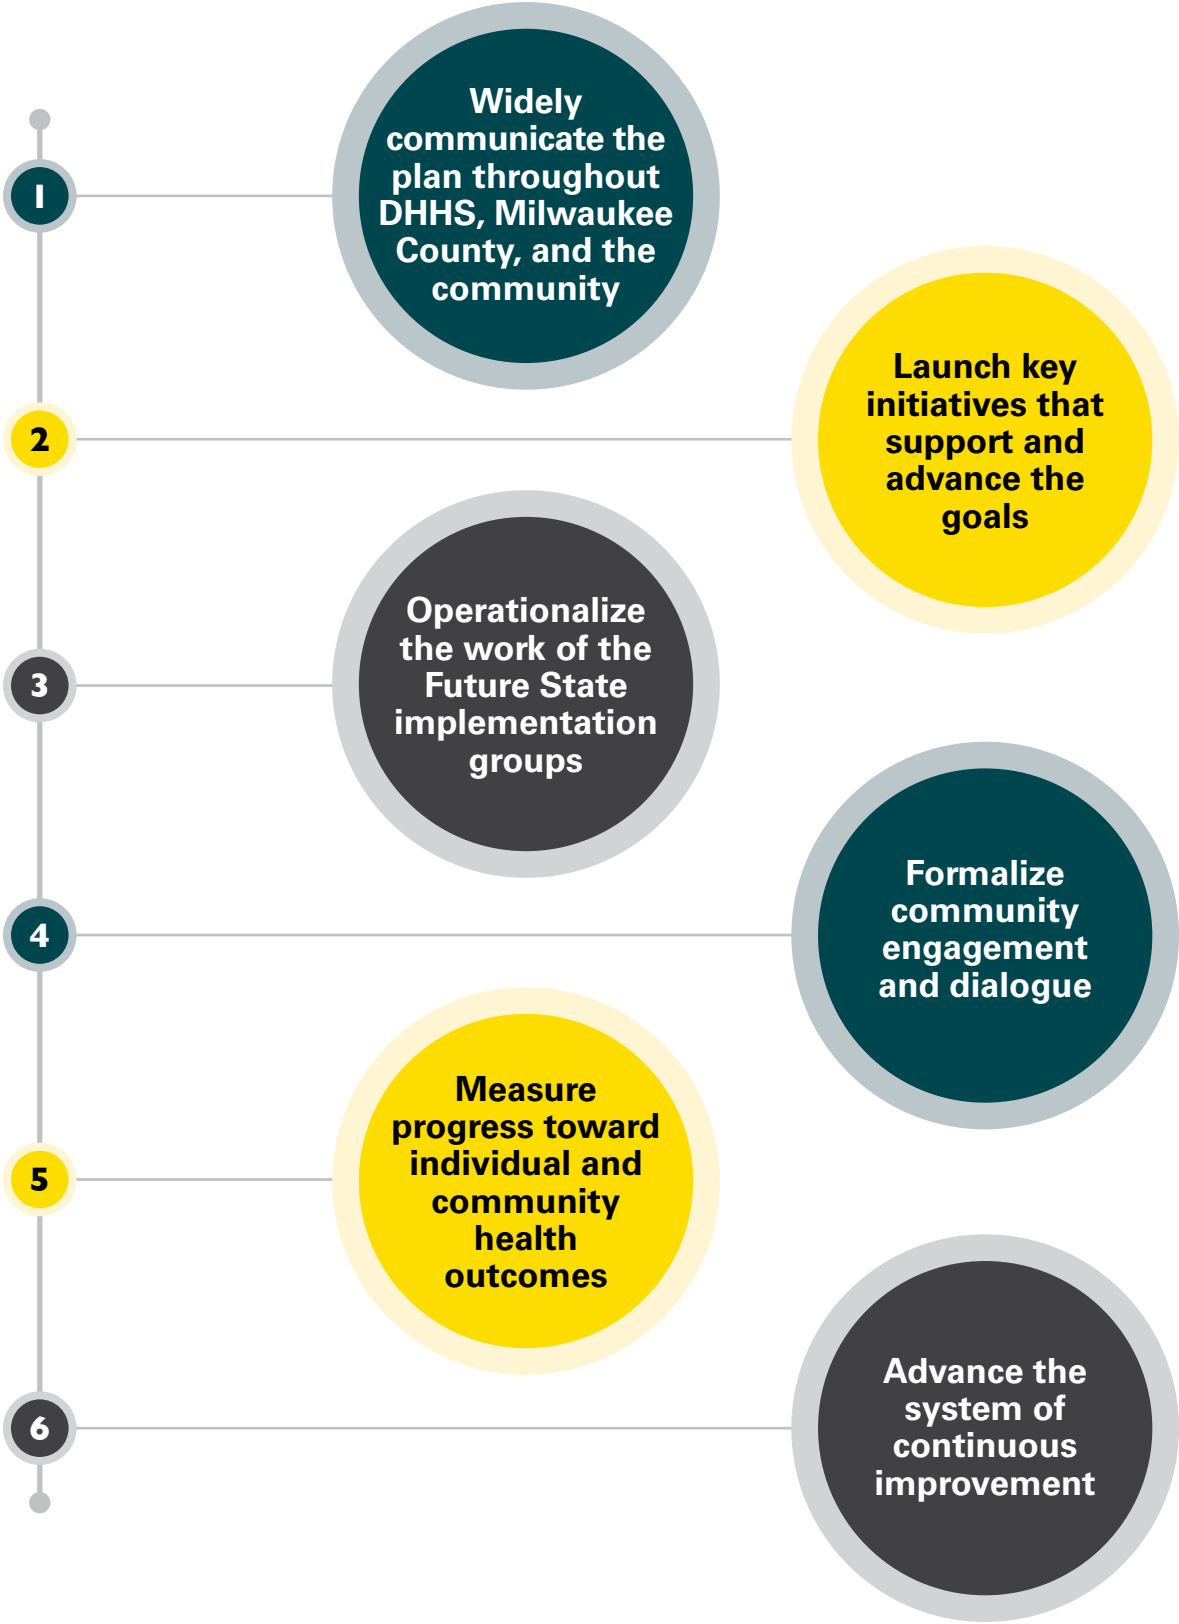 1
Widely
communicate the
plan throughout
DHHS, Milwaukee
County, and the
community
2
Launch key
initiatives that
support and
advance the
goals
3
Operationalize
the work of the
Future State
implementation
groups
4
Formalize
community
engagement
and dialogue
5
Measure
progress toward
individual and
community
health
outcomes
6
Advance the
system of
continuous
improvement